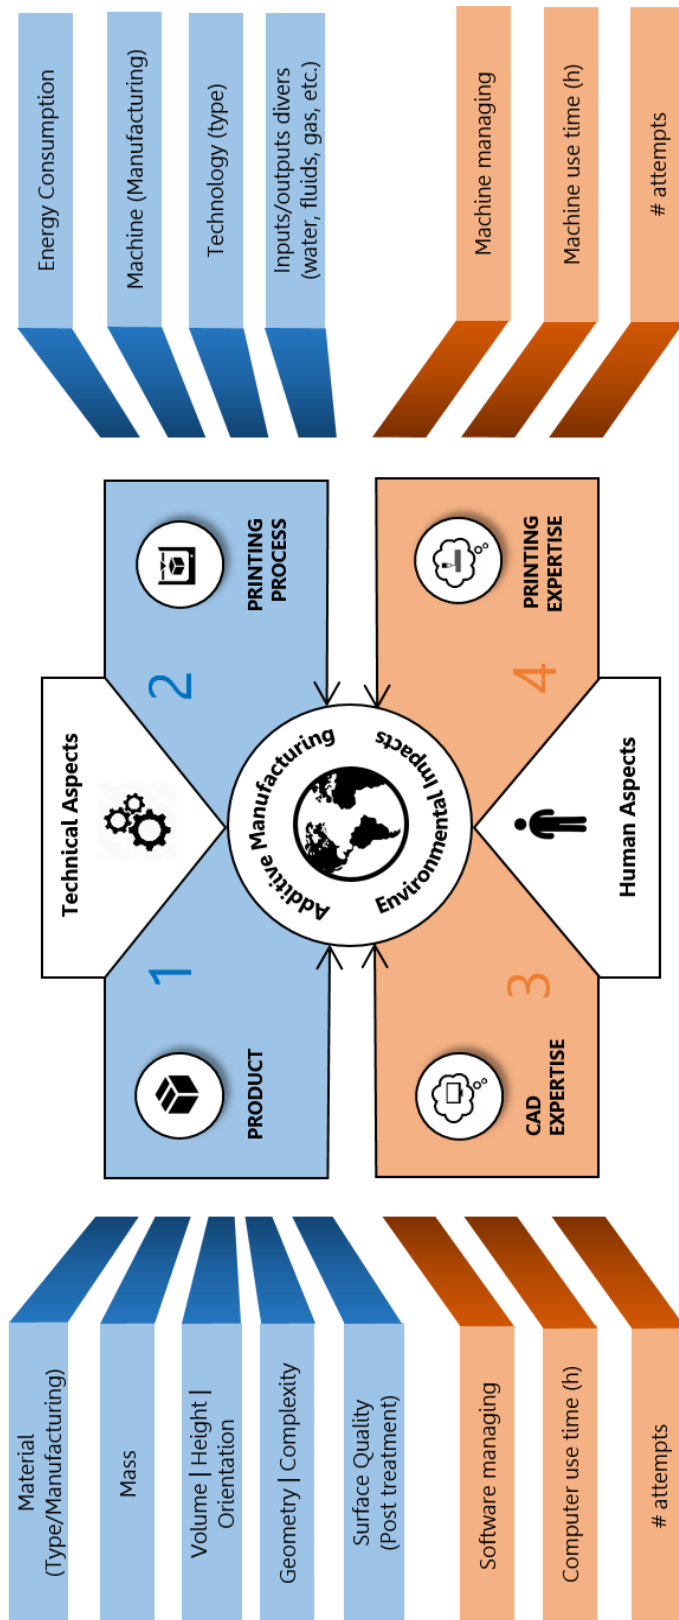 Material
(Type/Manufacturing)
Mass
Volume | Height |
Orientation
Geometry | Complexity
Surface Quality
(Post treatment)
Technical Aspects
1
PRODUCT
2
PRINTING
PROCESS
Energy Consumption
Machine (Manufacturing)
Technology (type)
Inputs/outputs divers
(water, fluids, gas, etc.)
Additive Manufacturing
Environmental Impacts
Software managing
Computer use time (h)
# attempts
CAD
EXPERTISE
3
PRINTING
EXPERTISE
4
Human Aspects
Machine managing
Machine use time (h)
# attempts